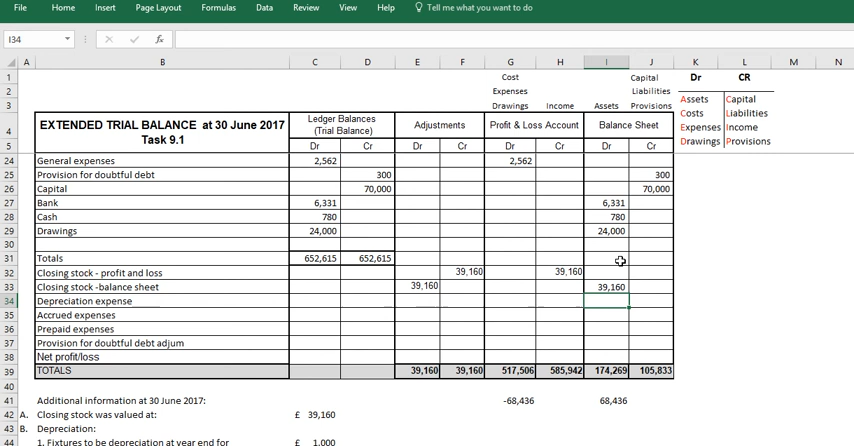 File Home Insert Page Layout Formulas Data Review View Help Tell me what you want to do
I34 fx
A B C D E F G H I J K L M N
1 Cost Capital Dr CR
2 Expenses Liabilities
3 Drawings Income Assets Provisions Assets Capital
4 EXTENDED TRIAL BALANCE at 30 June 2017 Ledger Balances Adjustments Profit & Loss Account Balance Sheet Costs Liabilities
Task 9.1 (Trial Balance) Expenses Income
5 Dr Cr Dr Cr Dr Cr Dr Cr Drawings Provisions
24 General expenses 2,562 2,562
25 Provision for doubtful debt 300 300
26 Capital 70,000 70,000
27 Bank 6,331 6,331
28 Cash 780 780
29 Drawings 24,000 24,000
30
31 Totals 652,615 652,615
32 Closing stock - profit and loss 39,160 39,160
33 Closing stock -balance sheet 39,160 39,160
34 Depreciation expense
35 Accrued expenses
36 Prepaid expenses
37 Provision for doubtful debt adjum
38 Net profit/loss
39 TOTALS 39,160 39,160 517,506 585,942 174,269 105,833
40
41 Additional information at 30 June 2017: -68,436 68,436
42 A. Closing stock was valued at: £ 39,160
43 B. Depreciation:
44 1. Fixtures to be depreciation at year end for £ 1,000